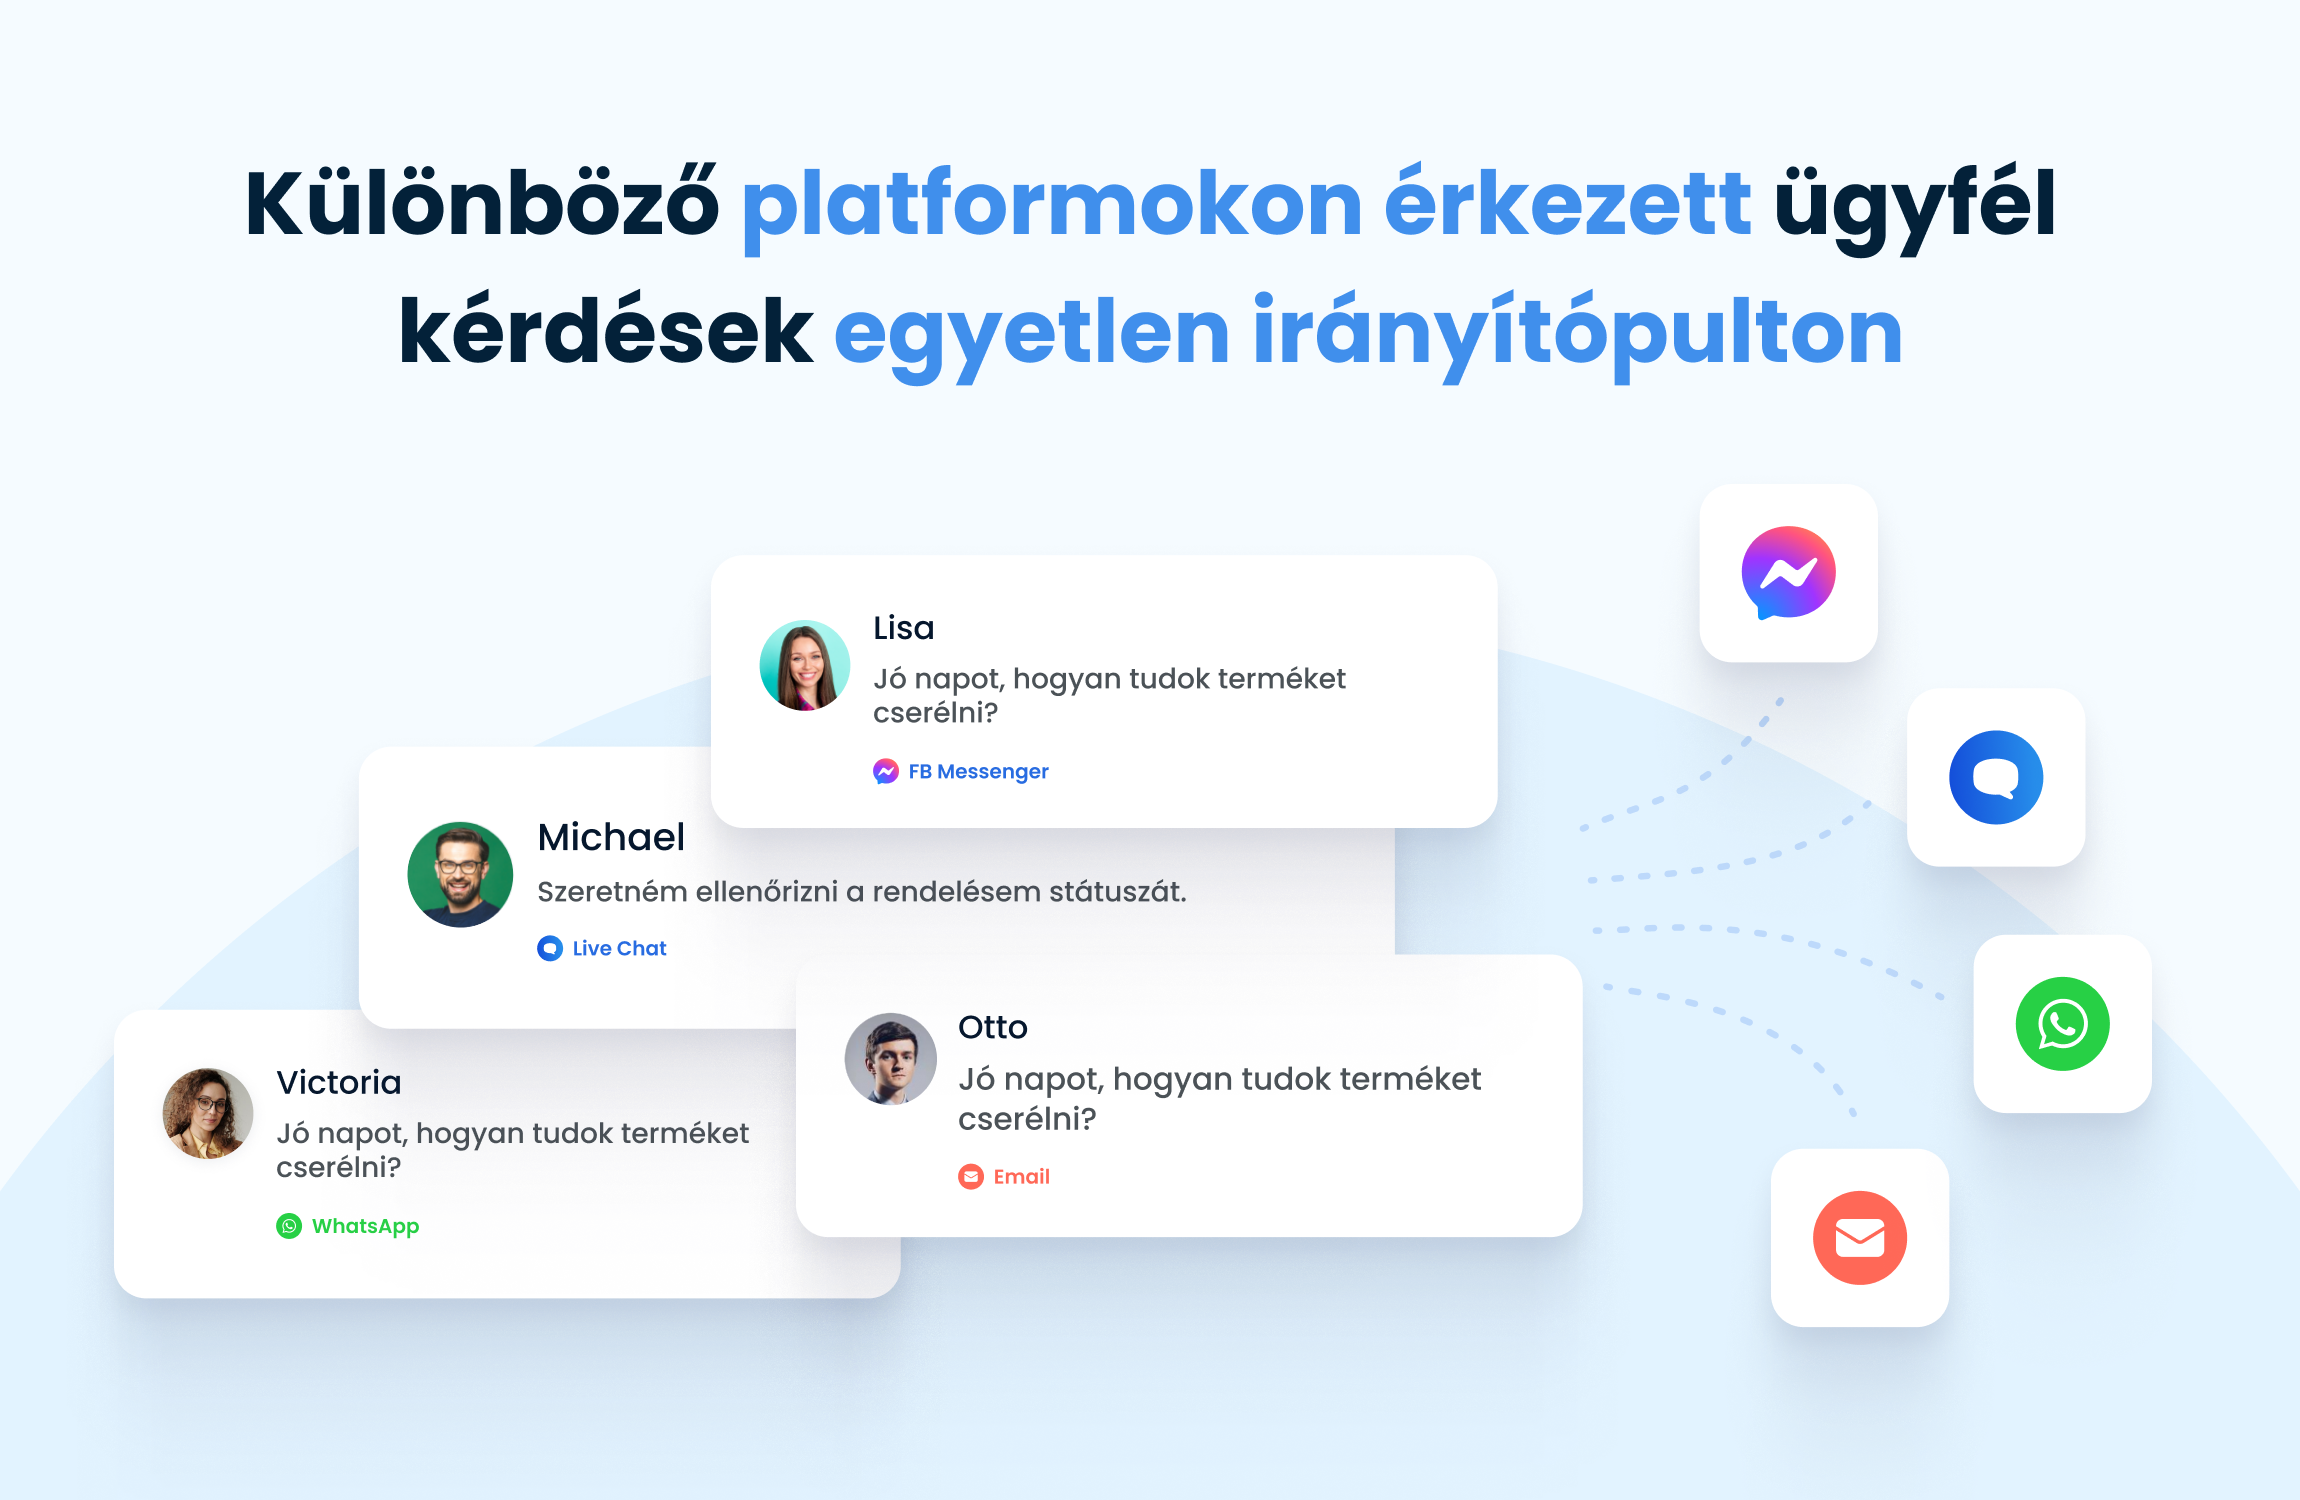 Különböző platformokon érkezett ügyfél
kérdések egyetlen irányítópulton
Lisa
Jó napot, hogyan tudok terméket
cserélni?
FB Messenger
Michael
Szeretném ellenőrizni a rendelésem státuszát.
Live Chat
Otto
Jó napot, hogyan tudok terméket
cserélni?
Email
Victoria
Jó napot, hogyan tudok terméket
cserélni?
WhatsApp